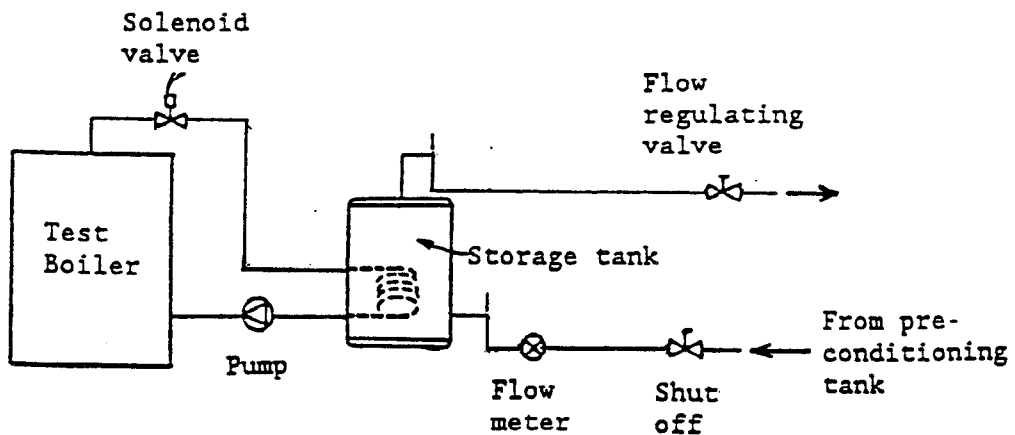 Solenoid
valve
Flow
regulating
valve
Test
Boiler
Storage tank
Pump
From pre-
conditioning
tank
Flow
meter
Shut
off